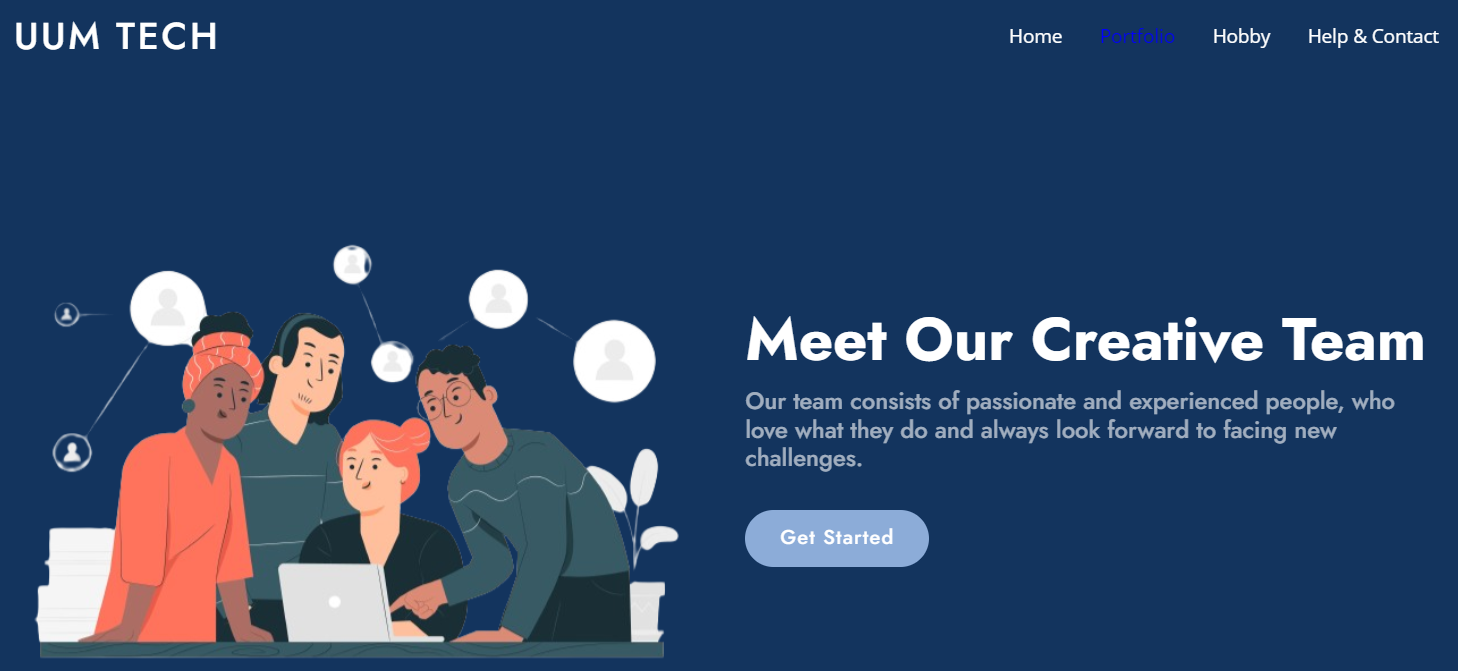 UUM TECH
Home Portfolio Hobby Help & Contact
Meet Our Creative Team
Our team consists of passionate and experienced people, who
love what they do and always look forward to facing new
challenges.
Get Started